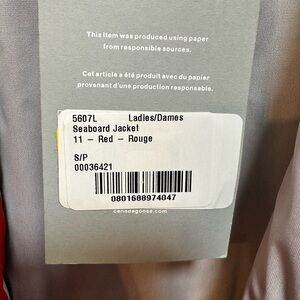 This item was produced using paper
from responsible sources.
Cet article a été produit avec du papier
provenant d'une production responsable.
5607L Ladies/Dames
Seaboard Jacket
11 - Red - Rouge
S/P
00036421
0801688974047
canadagoose.com